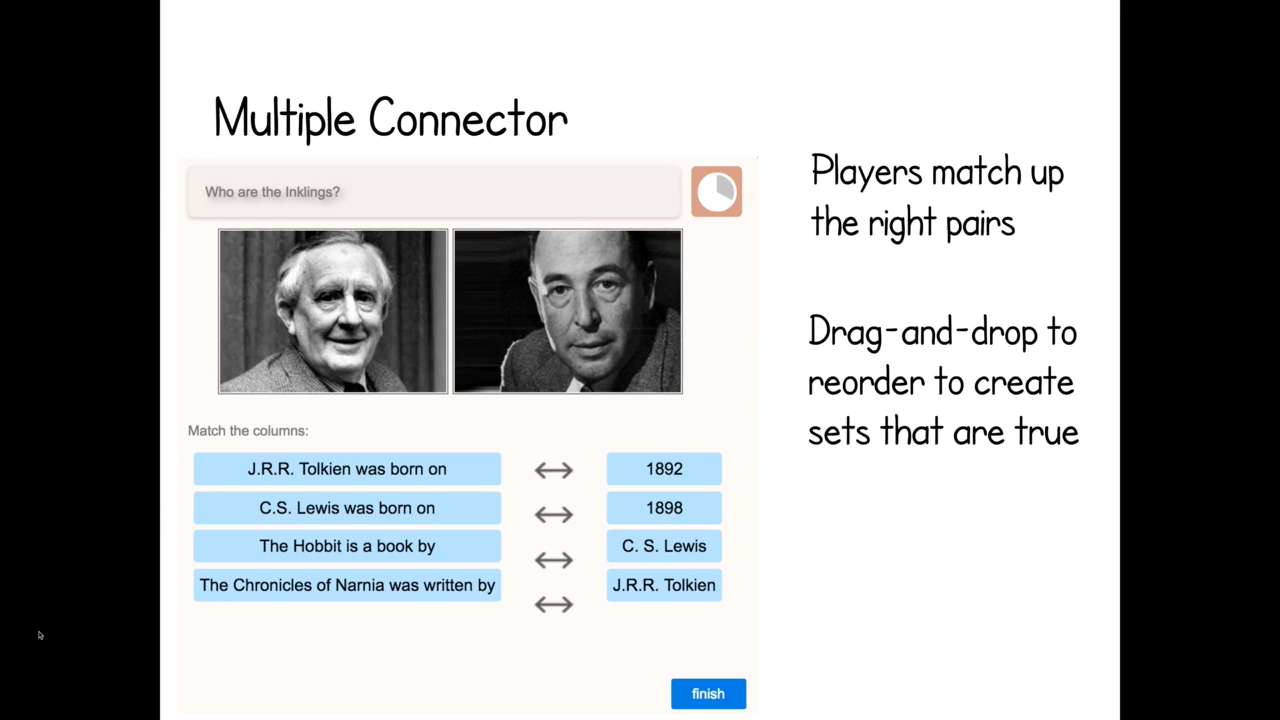 Multiple Connector
Who are the Inklings?
Match the columns:
J.R.R. Tolkien was born on
1892
C.S. Lewis was born on
1898
The Hobbit is a book by
C. S. Lewis
The Chronicles of Narnia was written by
J.R.R. Tolkien
finish
Players match up
the right pairs
Drag-and-drop to
reorder to create
sets that are true